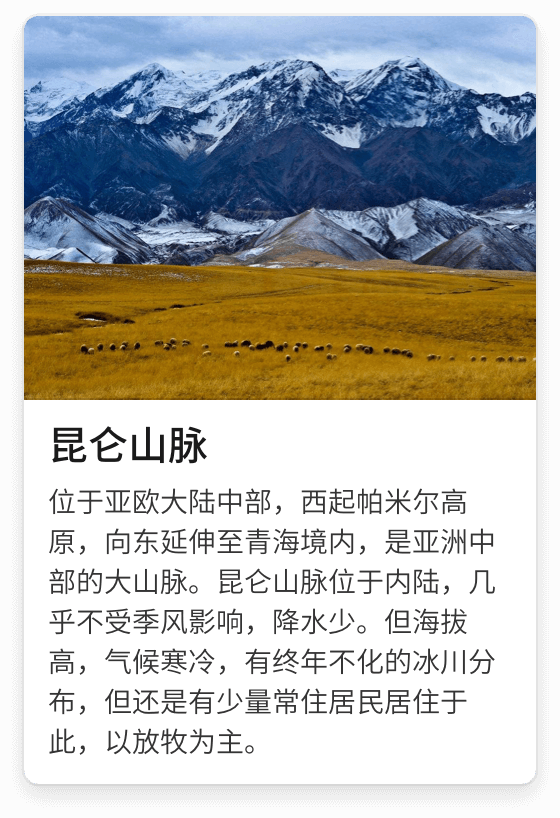 昆仑山脉
位于亚欧大陆中部，西起帕米尔高
原，向东延伸至青海境内，是亚洲中
部的大山脉。昆仑山脉位于内陆，几
乎不受季风影响，降水少。但海拔
高，气候寒冷，有终年不化的冰川分
布，但还是有少量常住居民居住于
此，以放牧为主。